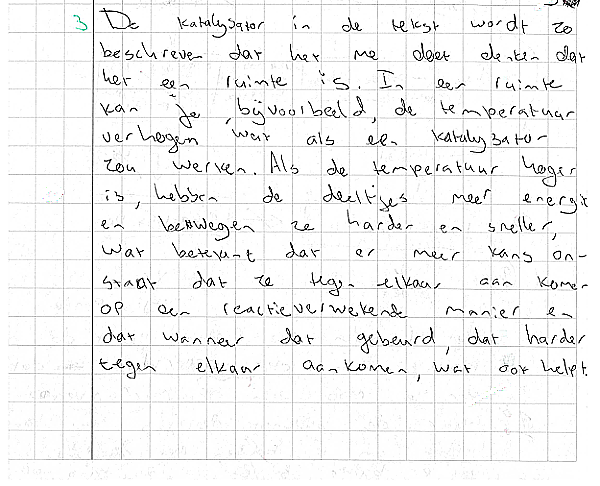 3 De katalysator in de tekst wordt zo
beschreven dat het me doet denken dat
het een ruimte is. In een ruimte
kan je, bijvoorbeeld, de temperatuur
verhogen wat als een katalysator
zou werken. Als de temperatuur hoger
is, hebben de deeltjes meer energie
en bewegen ze harder en sneller,
wat betekent dat er meer kans on-
staat dat ze tegen elkaar aan komen
op een reactieverwekende manier en
dat wanneer dat gebeurd, dat harder
tegen elkaar aankomen, wat ook helpt.